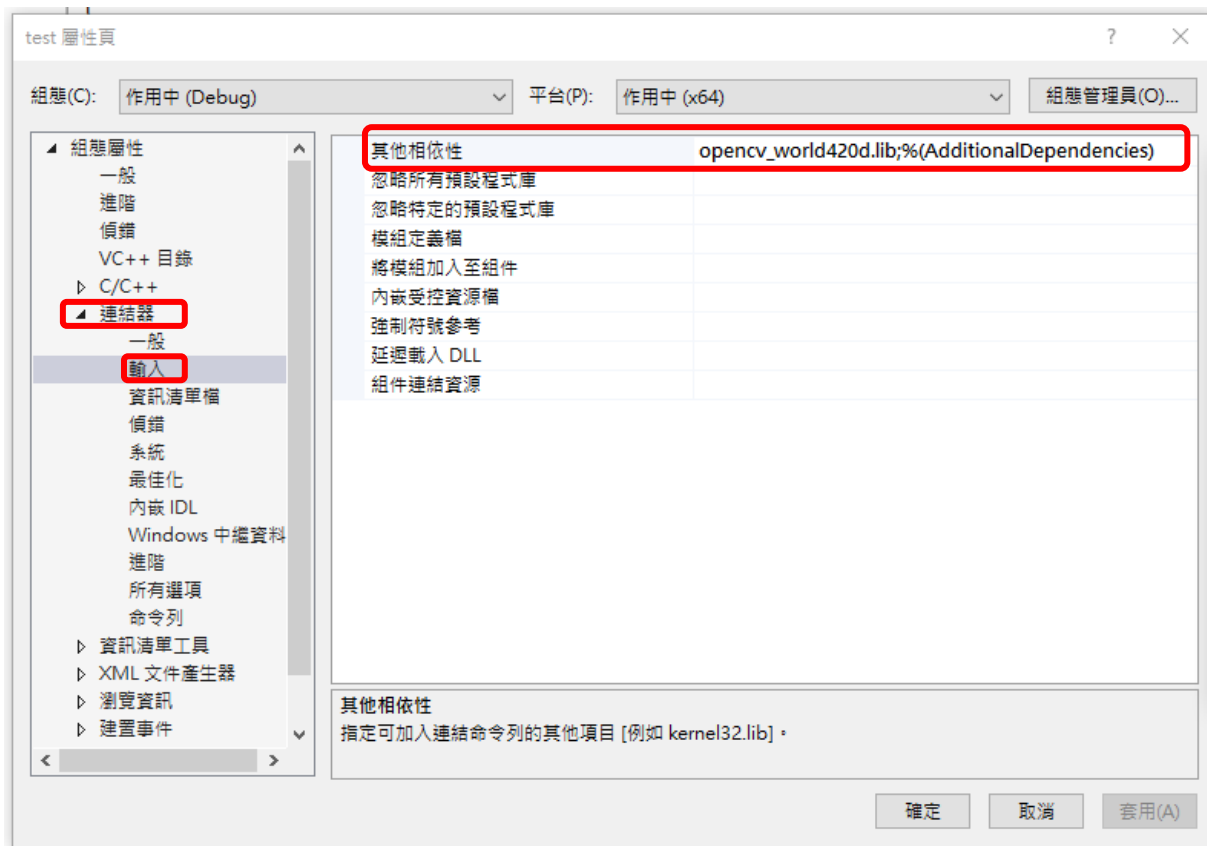 test 屬性頁
組態(C): 作用中 (Debug) 平台(P): 作用中 (x64) 組態管理員(O)...
組態屬性
一般
進階
偵錯
VC++ 目錄
C/C++
連結器
一般
輸入
資訊清單檔
偵錯
系統
最佳化
內嵌 IDL
Windows 中繼資料
進階
所有選項
命令列
資訊清單工具
XML 文件產生器
瀏覽資訊
建置事件
其他相依性 opencv_world420d.lib;%(AdditionalDependencies)
忽略所有預設程式庫
忽略特定的預設程式庫
模組定義檔
將模組加入至組件
內嵌受控資源檔
強制符號參考
延遲載入 DLL
組件連結資源
其他相依性
指定可加入連結命令列的其他項目 [例如 kernel32.lib]。
確定 取消 套用(A)